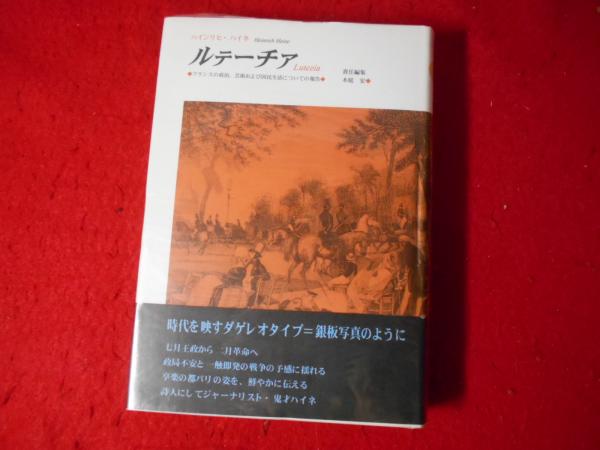 ハインリヒ・ハイネ Heinrich Heine
ルテーチア Lutezia
◆フランスの政治、芸術および国民生活についての報告◆
責任編集
木庭 宏◆
時代を映すダゲレオタイプ＝銀板写真のように
七月王政から二月革命へ
政局不安と一触即発の戦争の予感に揺れる
享楽の都パリの姿を、鮮やかに伝える
詩人にしてジャーナリスト・鬼才ハイネ